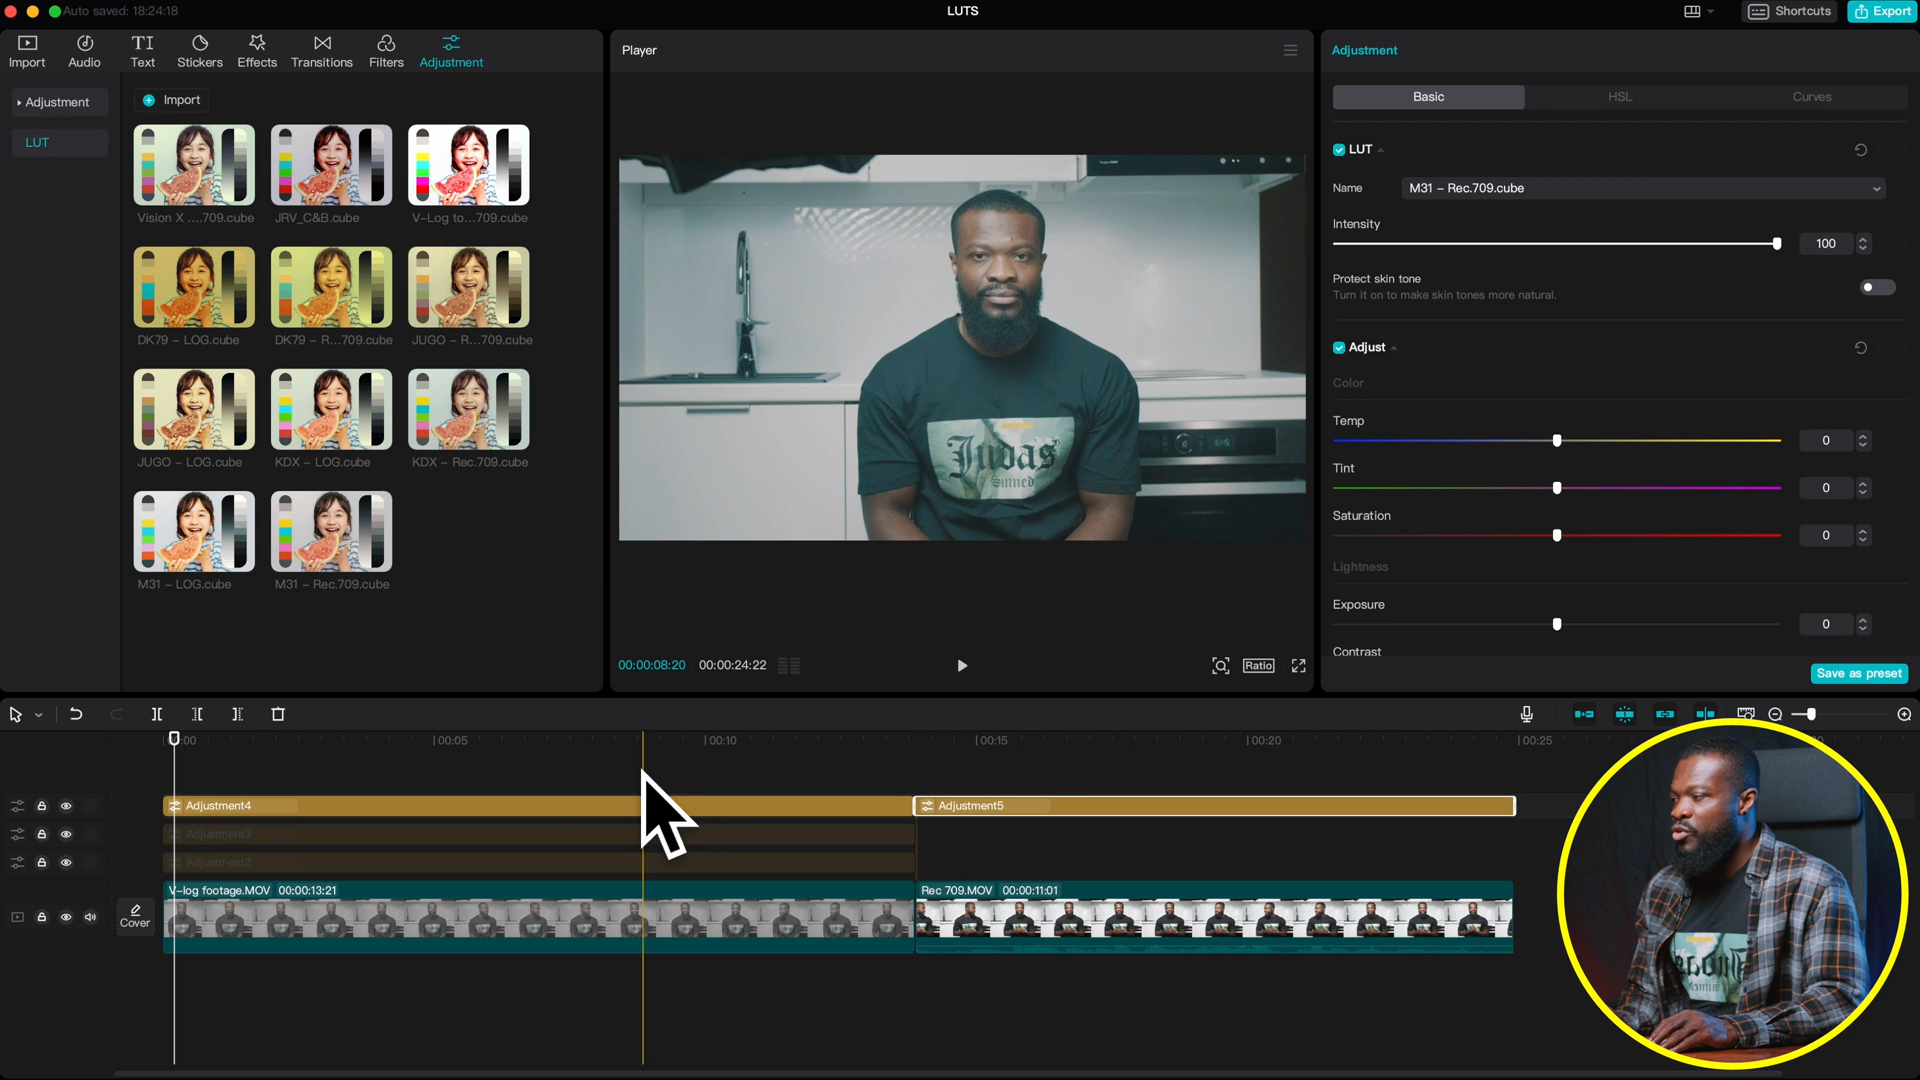 Auto saved: 18:24:18
LUTS
Shortcuts
Export
Import
Audio
TI
Text
Stickers
Effects
Transitions
Filters
Adjustment
Adjustment
LUT
Import
Vision X ....709.cube
JRV_C&B.cube
V-Log to...709.cube
DK79 – LOG.cube
DK79 – R...709.cube
JUGO – R...709.cube
JUGO – LOG.cube
KDX – LOG.cube
KDX – Rec.709.cube
M31 – LOG.cube
M31 – Rec.709.cube
Player
Judas
Sinned
00:00:08:20
00:00:24:22
Ratio
Adjustment
Basic
HSL
Curves
LUT
Name
M31 – Rec.709.cube
Intensity
100
Protect skin tone
Turn it on to make skin tones more natural.
Adjust
Color
Temp
0
Tint
0
Saturation
0
Lightness
Exposure
0
Contrast
Save as preset
00:00
00:05
00:10
00:15
00:20
00:25
Adjustment4
Adjustment5
Adjustment3
Adjustment2
Cover
V-log footage.MOV 00:00:13:21
Rec 709.MOV 00:00:11:01